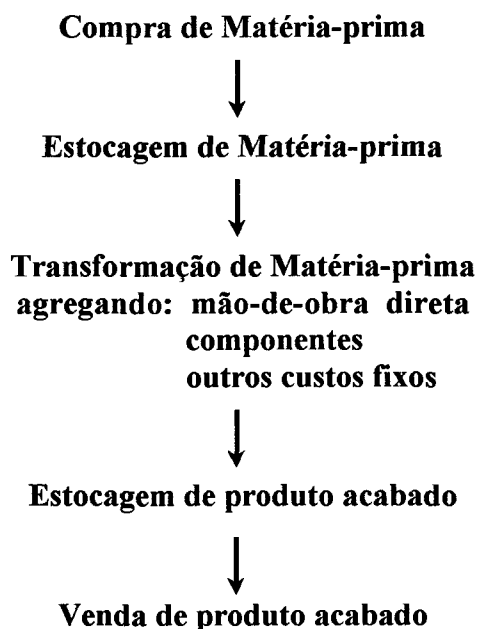 Compra de Matéria-prima
Estocagem de Matéria-prima
Transformação de Matéria-prima
agregando: mão-de-obra direta
componentes
outros custos fixos
Estocagem de produto acabado
Venda de produto acabado